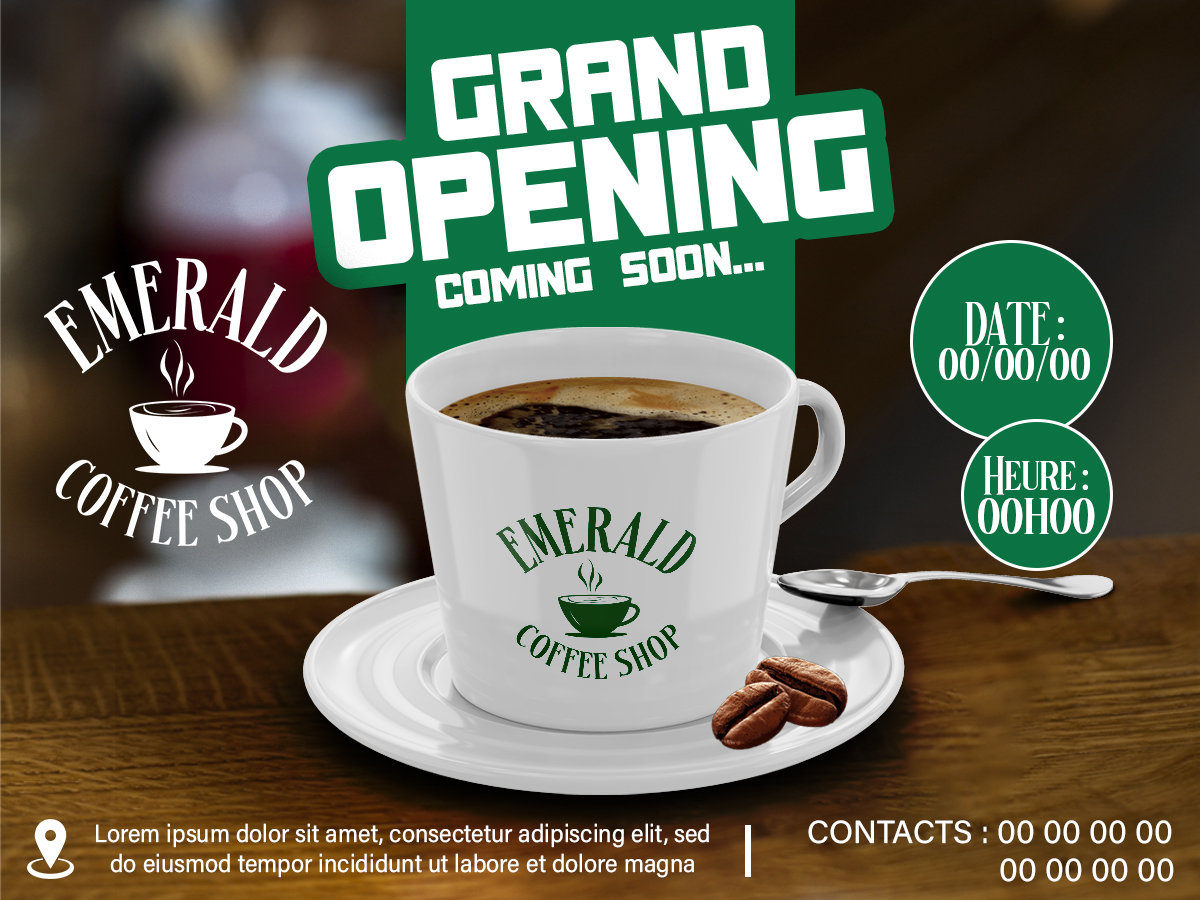 GRAND
OPENING
COMING SOON...
EMERALD
COFFEE SHOP
DATE :
00/00/00
HEURE :
00H00
EMERALD
COFFEE SHOP
Lorem ipsum dolor sit amet, consectetur adipiscing elit, sed
do eiusmod tempor incididunt ut labore et dolore magna
CONTACTS : 00 00 00 00
00 00 00 00